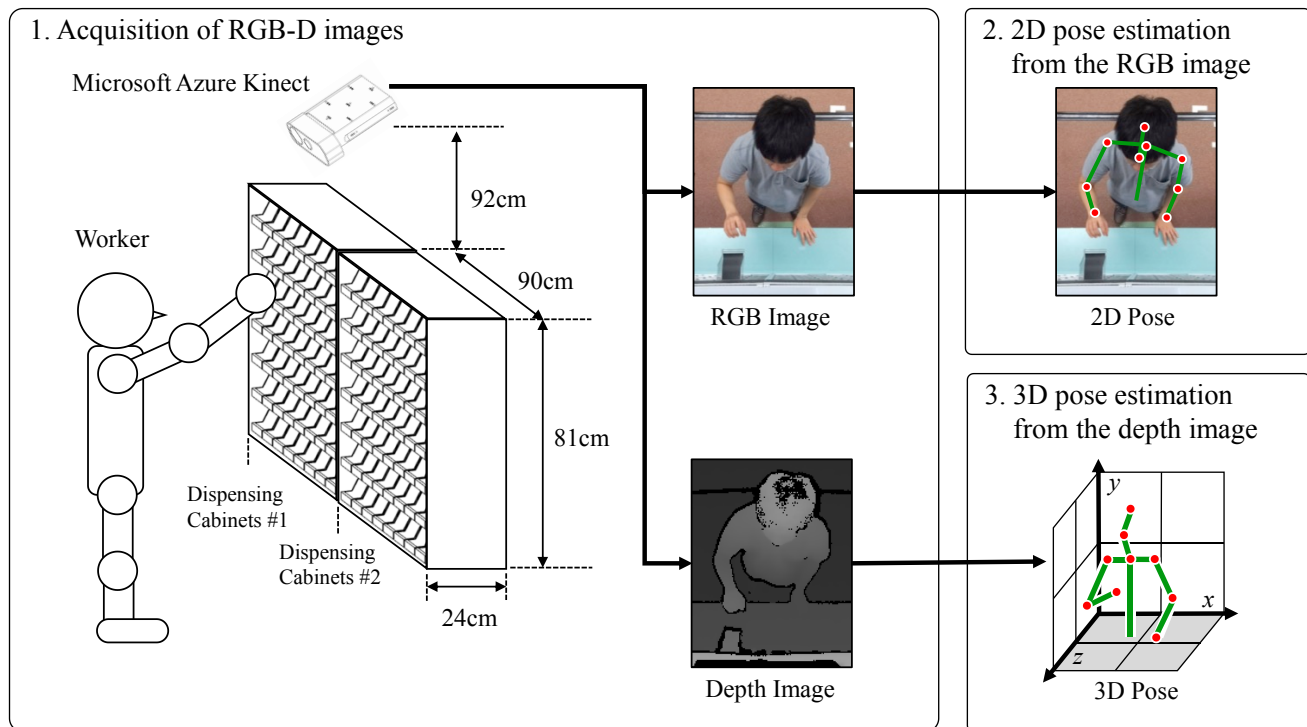 1. Acquisition of RGB-D images
Microsoft Azure Kinect
92cm
Worker
90cm
81cm
Dispensing
Cabinets #1
Dispensing
Cabinets #2
24cm
RGB Image
Depth Image
2. 2D pose estimation
from the RGB image
2D Pose
3. 3D pose estimation
from the depth image
y
x
z
3D Pose